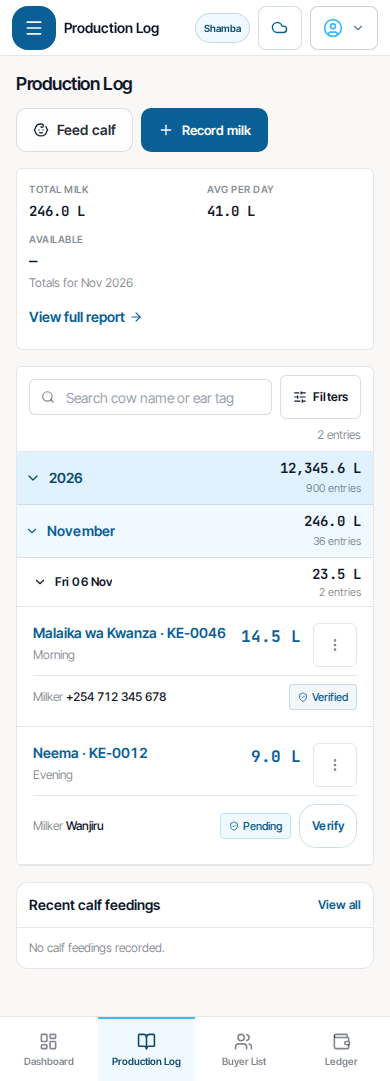 Production Log
Shamba
Production Log
Feed calf
Record milk
TOTAL MILK
AVG PER DAY
246.0 L
41.0 L
AVAILABLE
—
Totals for Nov 2026
View full report →
Search cow name or ear tag
Filters
2 entries
2026
12,345.6 L
900 entries
November
246.0 L
36 entries
Fri 06 Nov
23.5 L
2 entries
Malaika wa Kwanza · KE-0046
14.5 L
Morning
Milker +254 712 345 678
Verified
Neema · KE-0012
9.0 L
Evening
Milker Wanjiru
Pending
Verify
Recent calf feedings
View all
No calf feedings recorded.
Dashboard
Production Log
Buyer List
Ledger